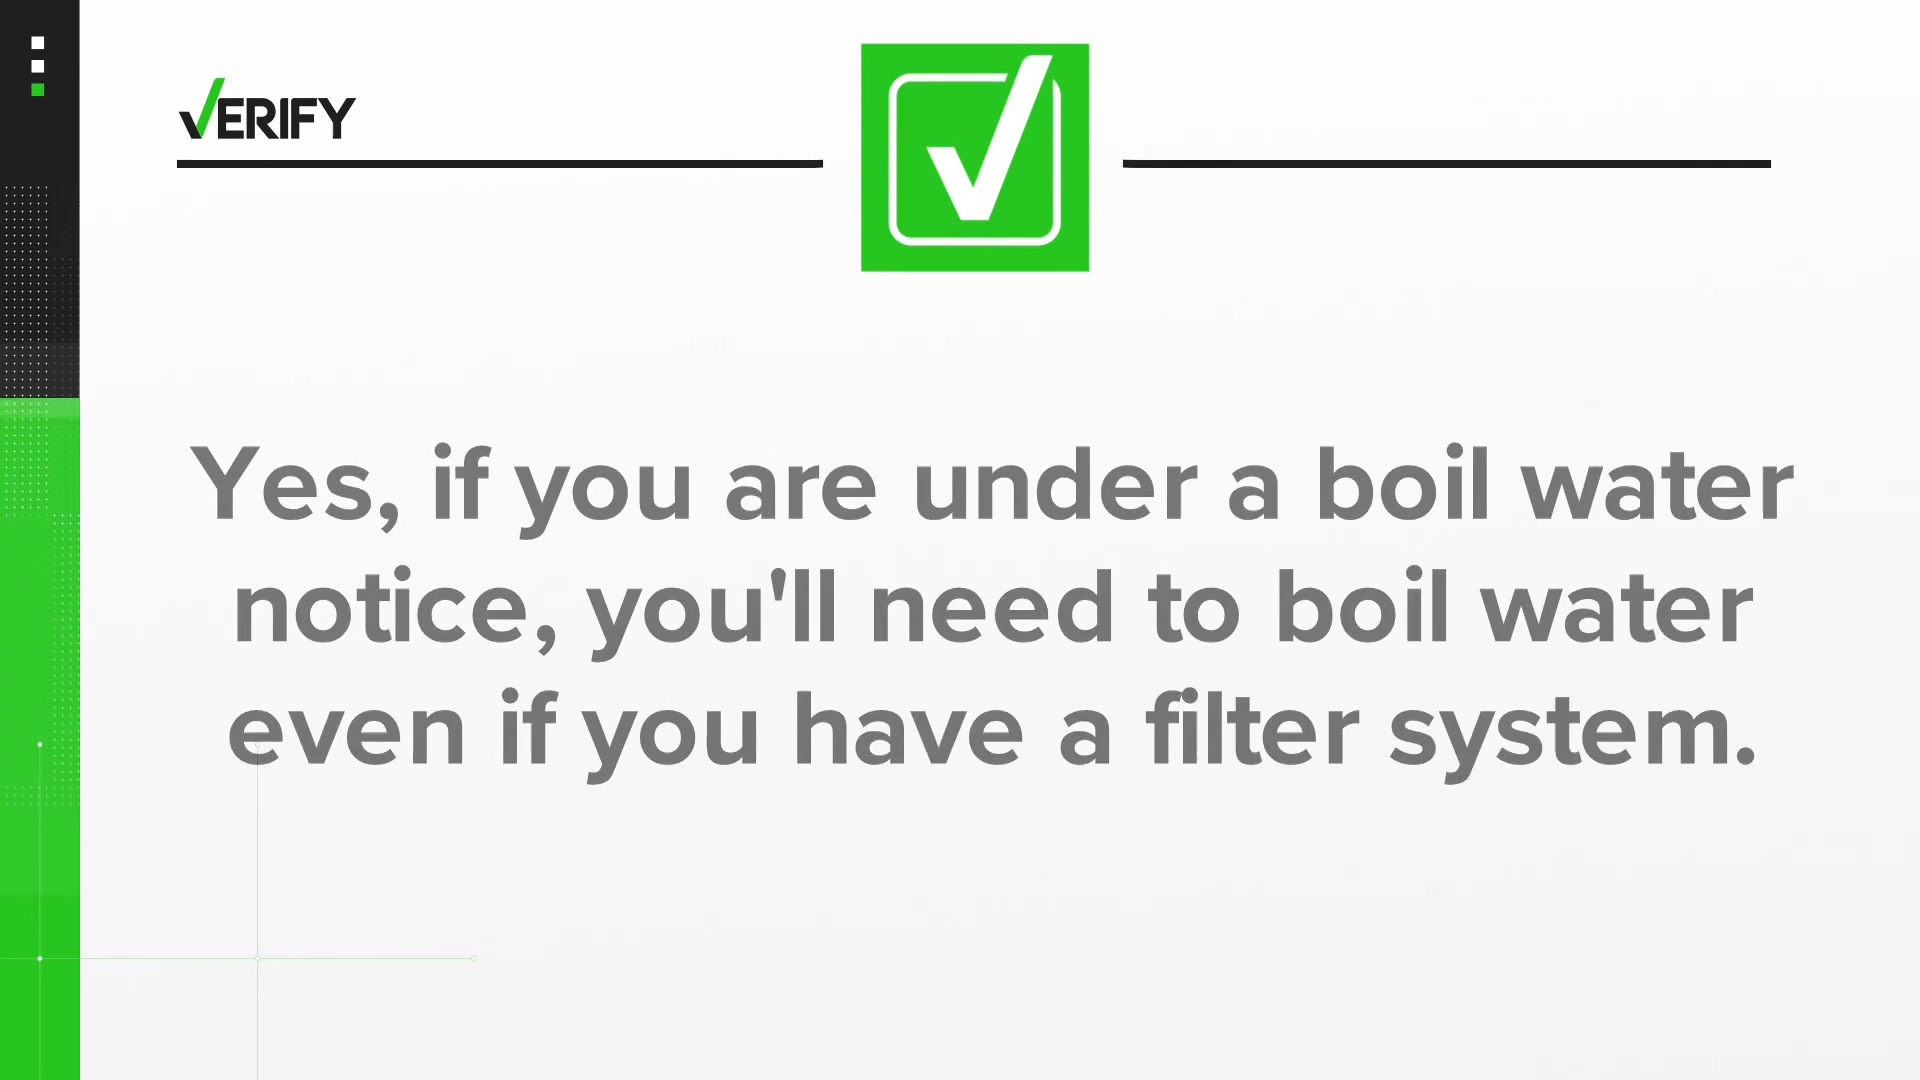 VERIFY
Yes, if you are under a boil water
notice, you'll need to boil water
even if you have a filter system.